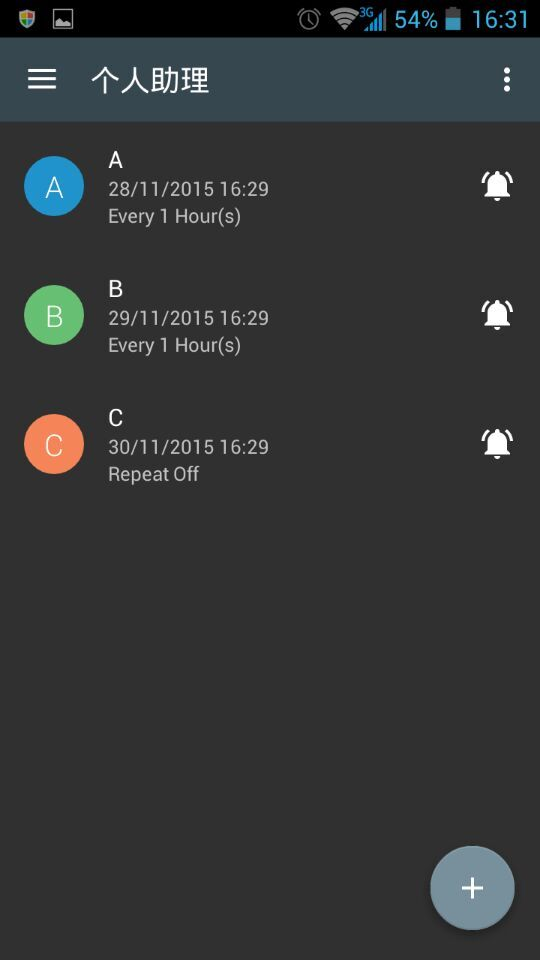 3G 54% 16:31
个人助理
A
A
28/11/2015 16:29
Every 1 Hour(s)
B
B
29/11/2015 16:29
Every 1 Hour(s)
C
C
30/11/2015 16:29
Repeat Off
+